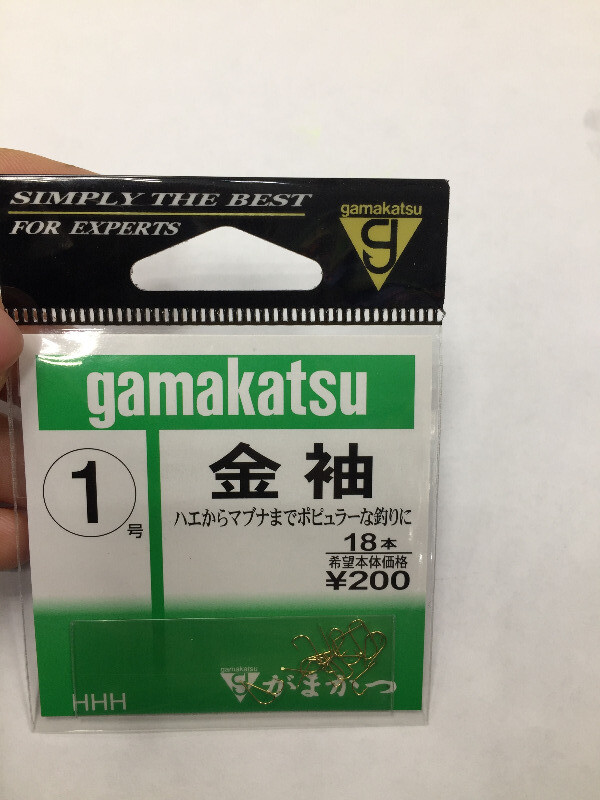 SIMPLY THE BEST
FOR EXPERTS
gamakatsu
g
gamakatsu
1号
金袖
ハエからマブナまでポピュラーな釣りに
18本
希望本体価格
¥200
gamakatsu
g がまかつ
HHH